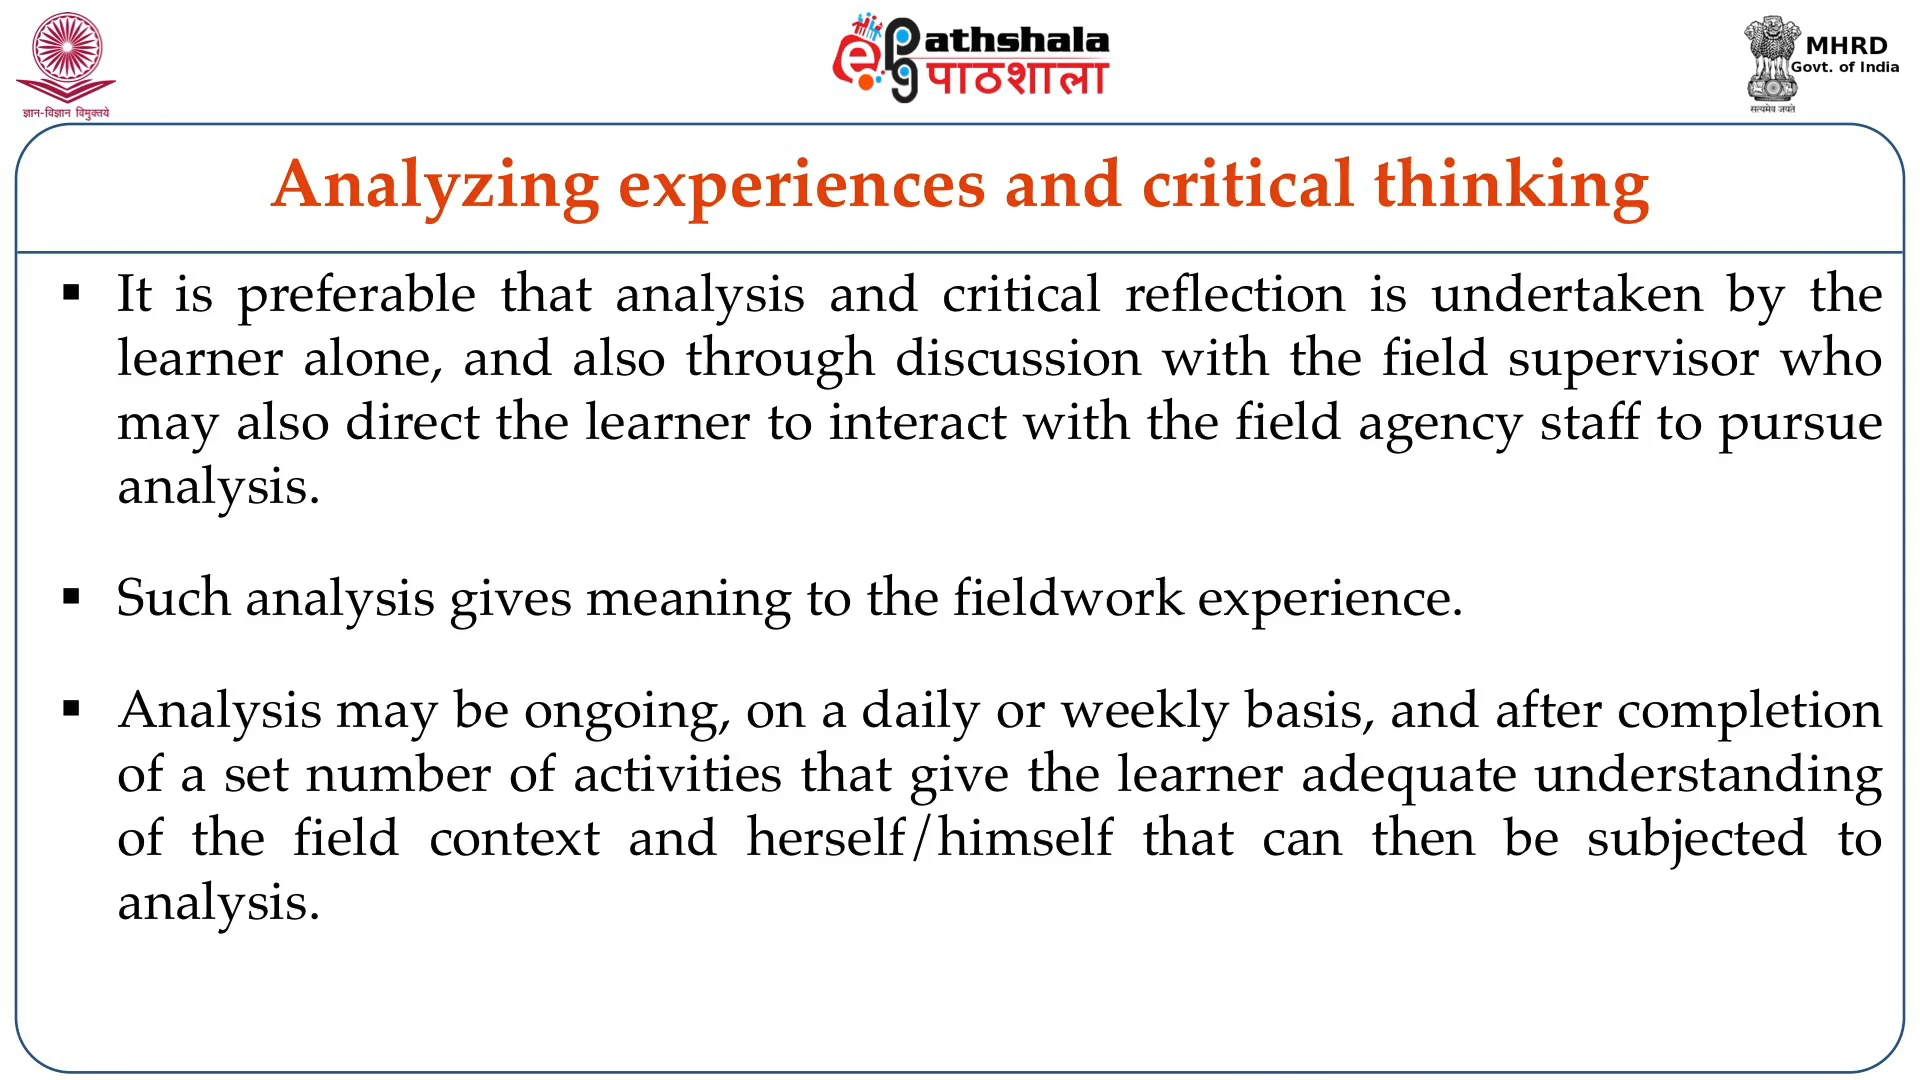 ज्ञान-विज्ञान विमुक्तये
ePathshala
pg पाठशाला
MHRD
Govt. of India
सत्यमेव जयते
Analyzing experiences and critical thinking
▪ It is preferable that analysis and critical reflection is undertaken by the
learner alone, and also through discussion with the field supervisor who
may also direct the learner to interact with the field agency staff to pursue
analysis.
▪ Such analysis gives meaning to the fieldwork experience.
▪ Analysis may be ongoing, on a daily or weekly basis, and after completion
of a set number of activities that give the learner adequate understanding
of the field context and herself/himself that can then be subjected to
analysis.